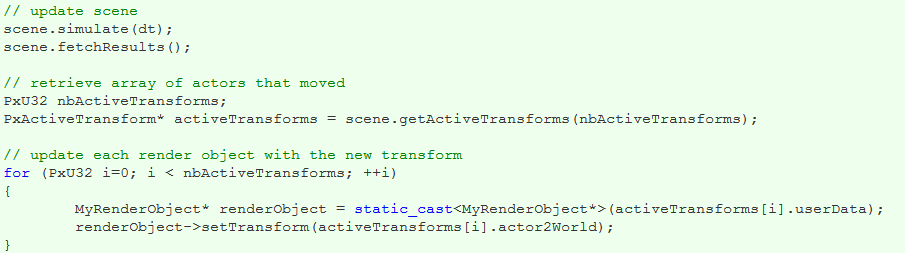 // update scene
scene.simulate(dt);
scene.fetchResults();

// retrieve array of actors that moved
PxU32 nbActiveTransforms;
PxActiveTransform* activeTransforms = scene.getActiveTransforms(nbActiveTransforms);

// update each render object with the new transform
for (PxU32 i=0; i < nbActiveTransforms; ++i)
{
        MyRenderObject* renderObject = static_cast<MyRenderObject*>(activeTransforms[i].userData);
        renderObject->setTransform(activeTransforms[i].actor2World);
}